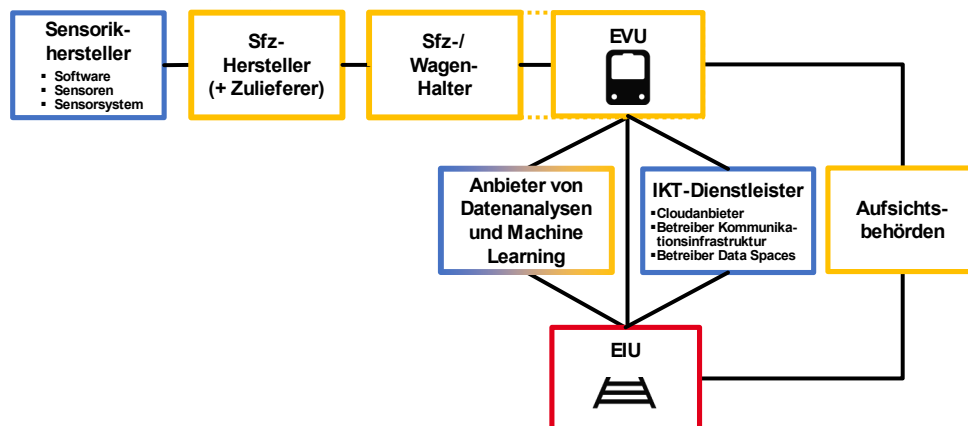 Sensorik-
hersteller
▪ Software
▪ Sensoren
▪ Sensorsystem
Sfz-
Hersteller
(+ Zulieferer)
Sfz-/
Wagen-
Halter
EVU
Anbieter von
Datenanalysen
und Machine
Learning
IKT-Dienstleister
▪Cloudanbieter
▪Betreiber Kommunika-
tionsinfrastruktur
▪Betreiber Data Spaces
Aufsichts-
behörden
EIU